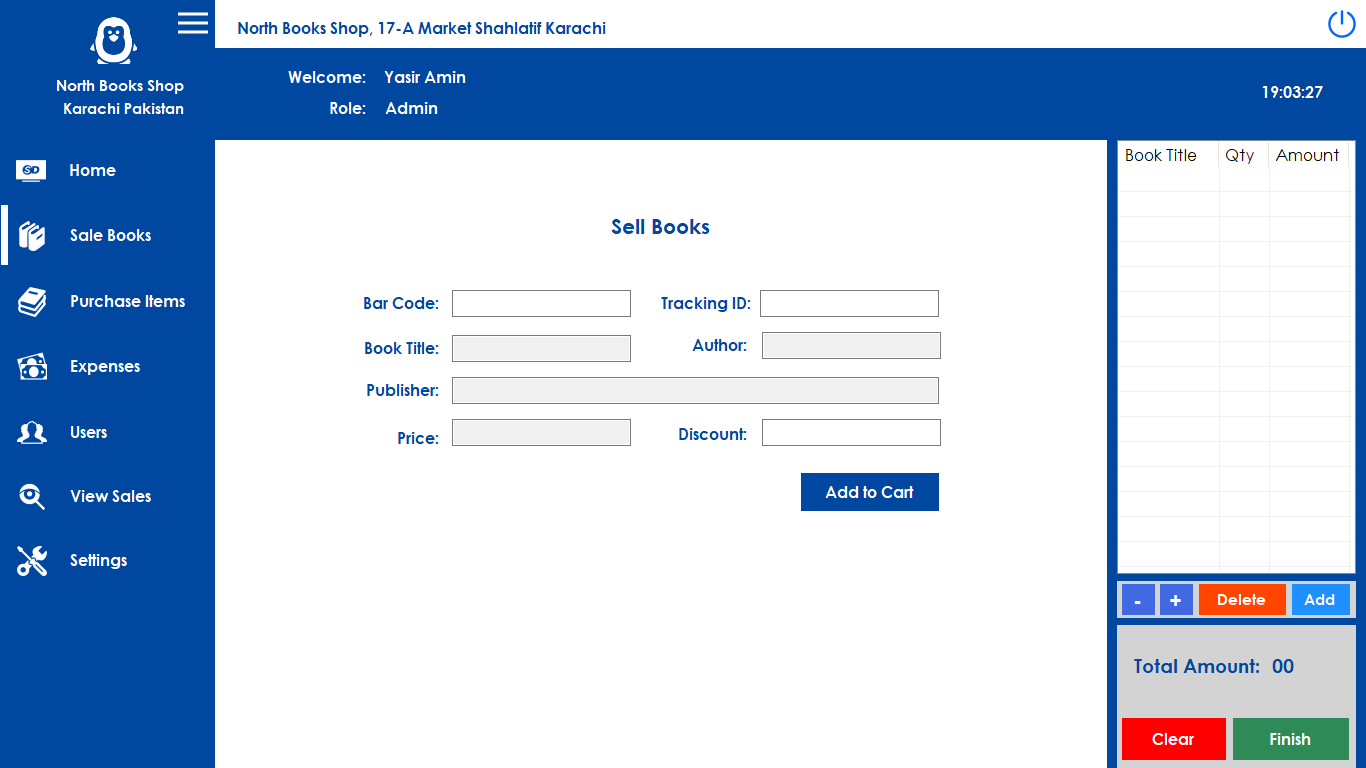 North Books Shop
Karachi Pakistan
North Books Shop, 17-A Market Shahlatif Karachi
Welcome: Yasir Amin
Role: Admin
19:03:27
Home
Sale Books
Purchase Items
Expenses
Users
View Sales
Settings
Sell Books
Bar Code: Tracking ID:
Book Title: Author:
Publisher:
Price: Discount:
Add to Cart
Book Title Qty Amount
- + Delete Add
Total Amount: 00
Clear Finish